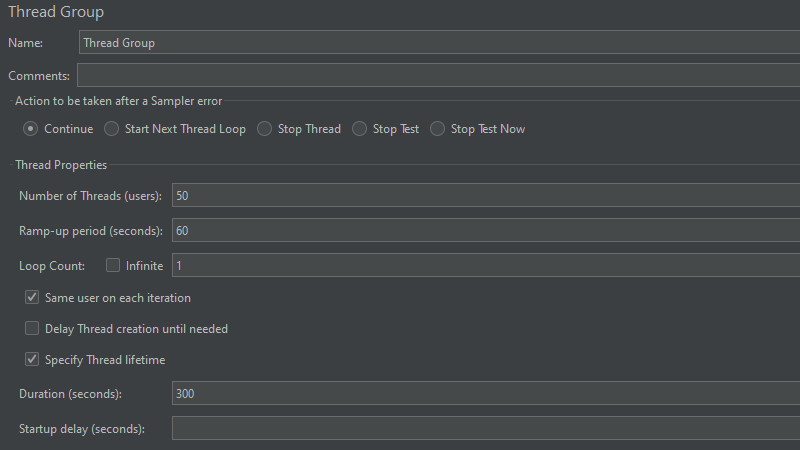 Thread Group
Name: Thread Group
Comments:
Action to be taken after a Sampler error
Continue Start Next Thread Loop Stop Thread Stop Test Stop Test Now
Thread Properties
Number of Threads (users): 50
Ramp-up period (seconds): 60
Loop Count: Infinite 1
Same user on each iteration
Delay Thread creation until needed
Specify Thread lifetime
Duration (seconds): 300
Startup delay (seconds):